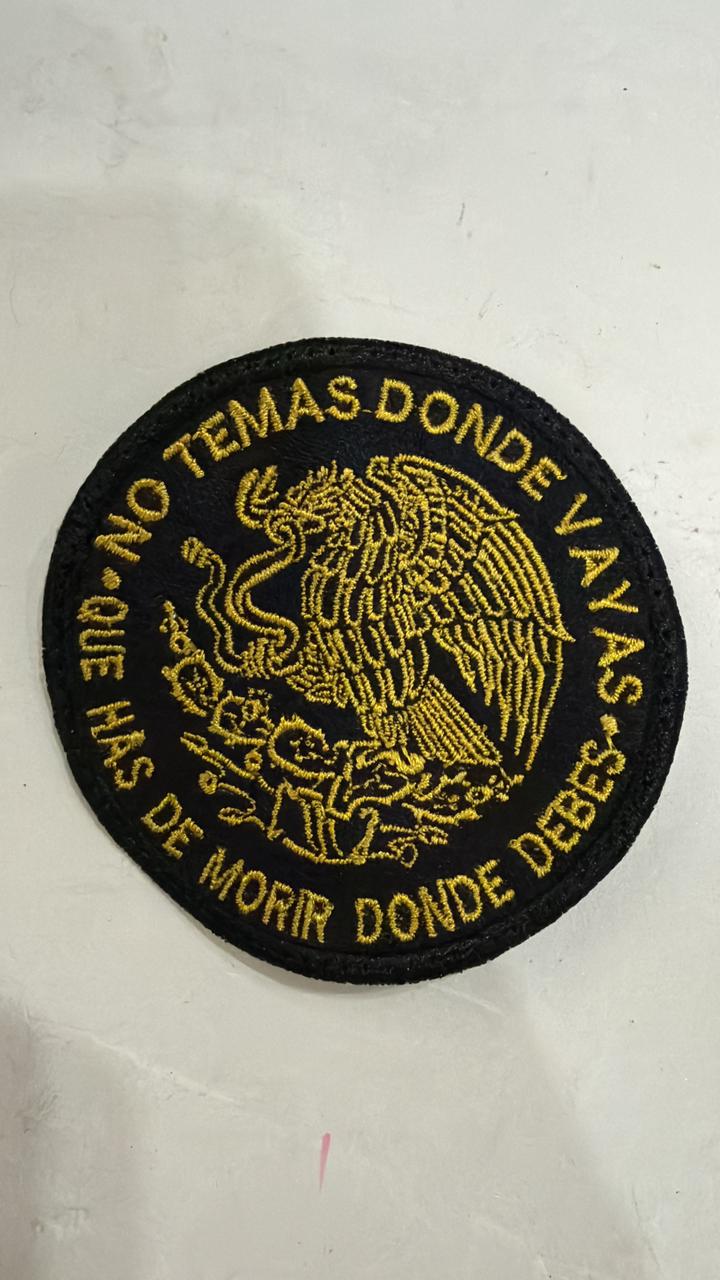 •NO TEMAS DONDE VAYAS•
QUE HAS DE MORIR DONDE DEBES